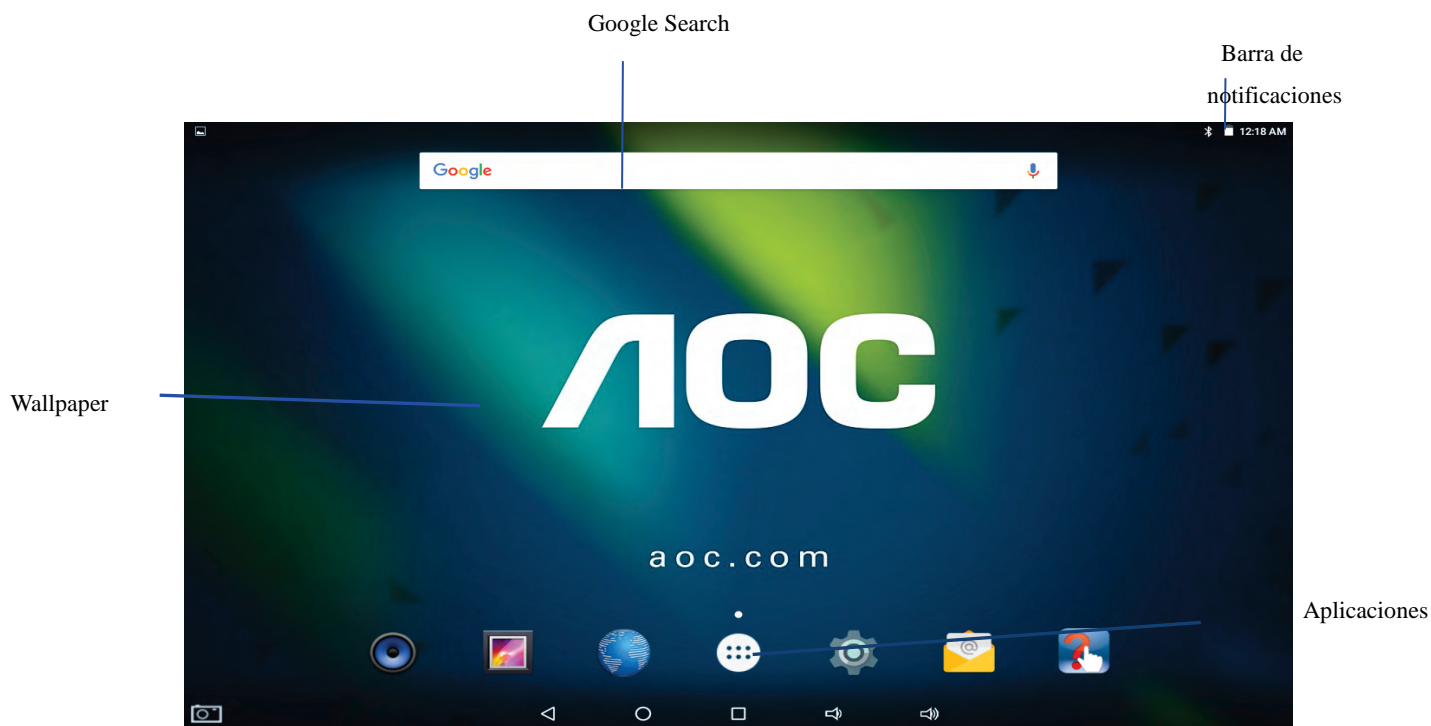 Google Search
Barra de
notificaciones
12:18 AM
Google
AOC
Wallpaper
aoc.com
Aplicaciones